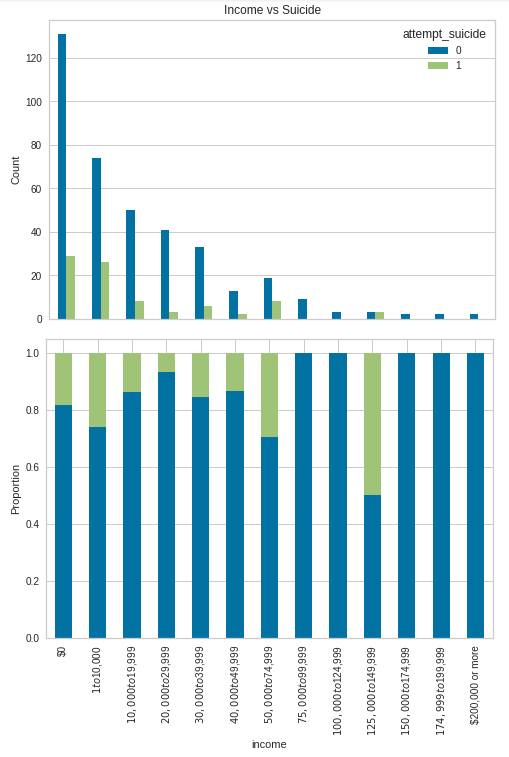 Income vs Suicide
attempt_suicide
0
1
120
100
80
60
40
20
0
Count
1.0
0.8
0.6
0.4
0.2
0.0
Proportion
$0
1to10,000
10,000to19,999
20,000to29,999
30,000to39,999
40,000to49,999
50,000to74,999
75,000to99,999
100,000to124,999
125,000to149,999
150,000to174,999
174,999to199,999
$200,000 or more
income